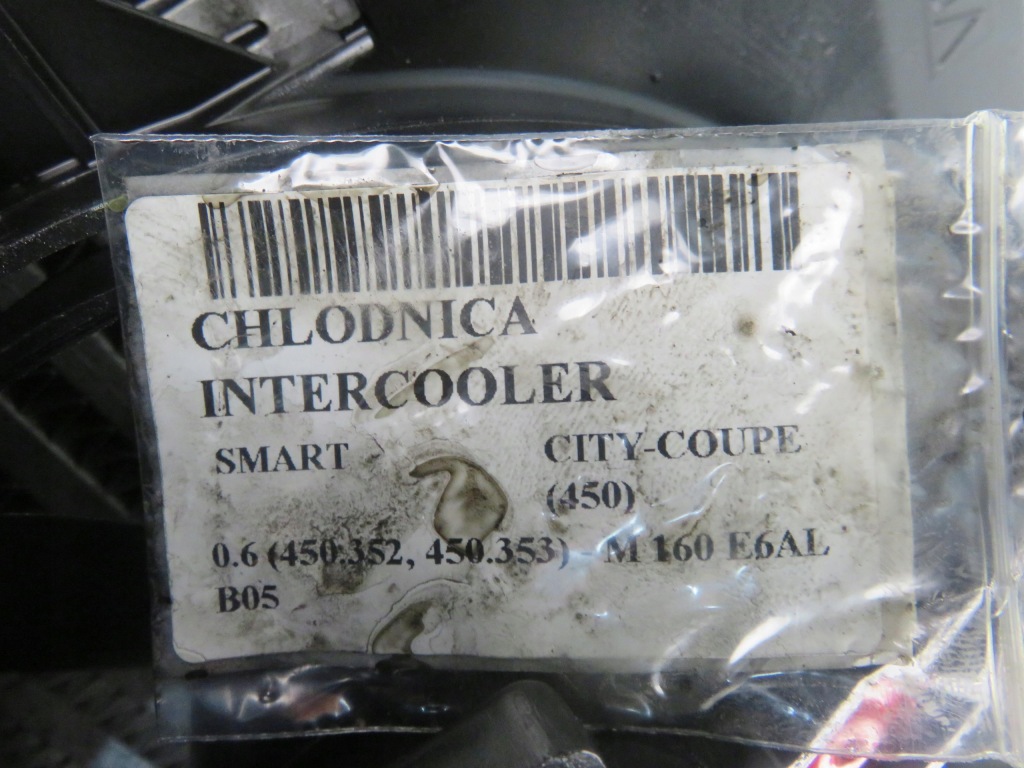 CHLODNICA
INTERCOOLER
SMART CITY-COUPE
(450)
0.6 (450.352, 450.353) M 160 E6AL
B05